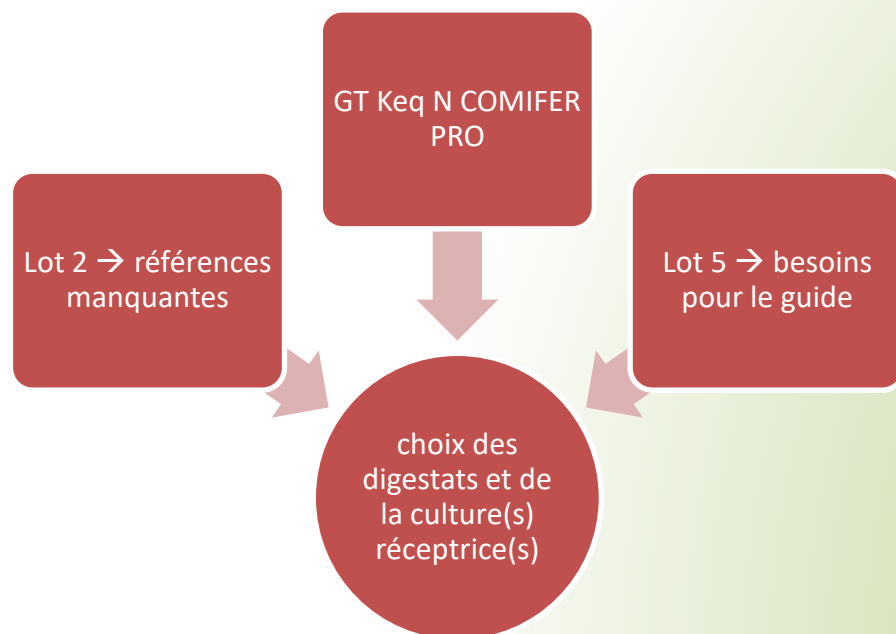 GT Keq N COMIFER
PRO
Lot 2 → références
manquantes
Lot 5 → besoins
pour le guide
choix des
digestats et de
la culture(s)
réceptrice(s)